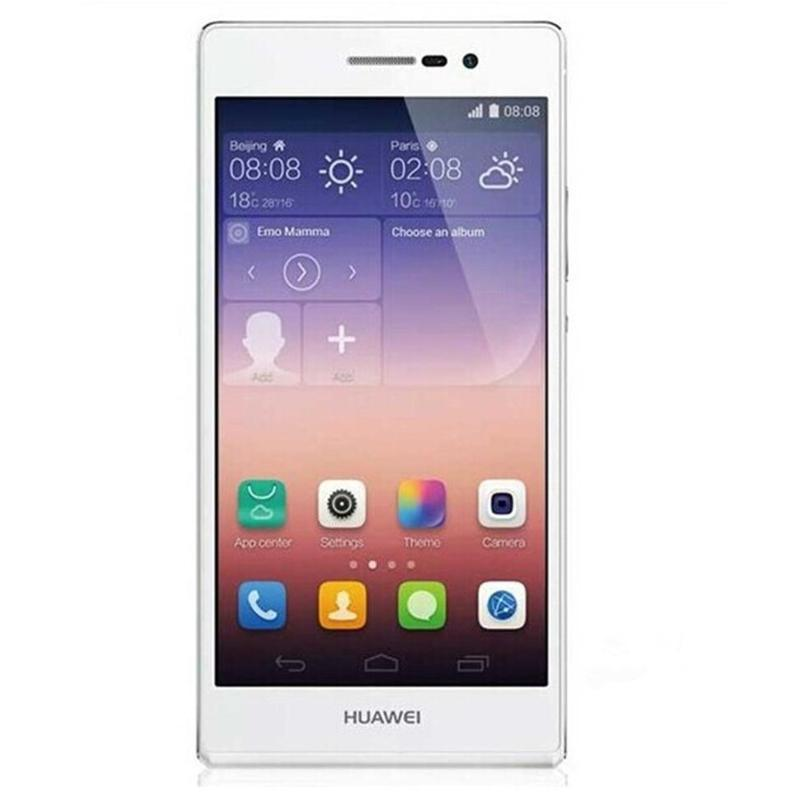 08:08
Beijing
08:08
18°C 28°/16°
Paris
02:08
10°C 16°/10°
Emo Mamma
Choose an album
Add
Add
App center
Settings
Theme
Camera
HUAWEI